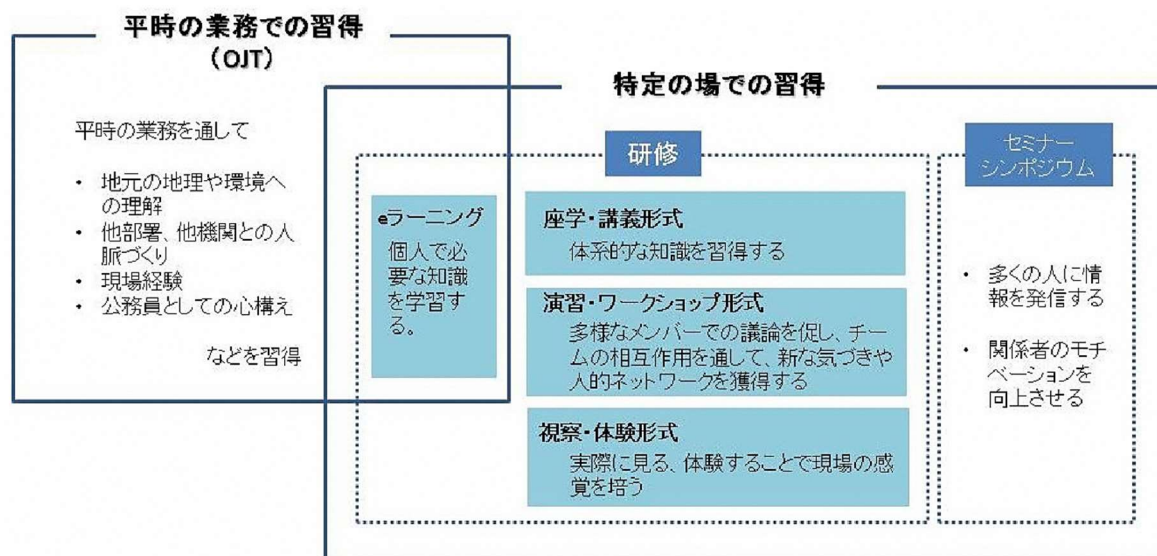 平時の業務での習得
（OJT）
平時の業務を通して
・ 地元の地理や環境へ
の理解
・ 他部署、他機関との人
脈づくり
・ 現場経験
・ 公務員としての心構え
などを習得
特定の場での習得
研修
eラーニング
個人で必
要な知識
を学習す
る。
座学・講義形式
体系的な知識を習得する
演習・ワークショップ形式
多様なメンバーでの議論を促し、チー
ムの相互作用を通して、新な気づきや
人的ネットワークを獲得する
視察・体験形式
実際に見る、体験することで現場の感
覚を培う
セミナー
シンポジウム
・ 多くの人に情
報を発信する
・ 関係者のモチ
ベーションを
向上させる